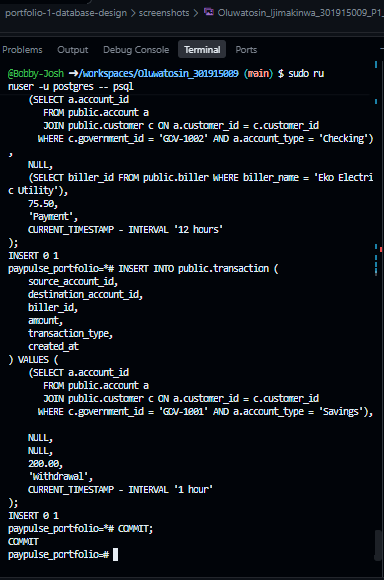 portfolio-1-database-design > screenshots > Oluwatosin_Ijimakinwa_301915009_P1_
Problems Output Debug Console Terminal Ports
@Bobby-Josh ➜/workspaces/Oluwatosin_301915009 (main) $ sudo ru
nuser -u postgres -- psql
(SELECT a.account_id
FROM public.account a
JOIN public.customer c ON a.customer_id = c.customer_id
WHERE c.government_id = 'GOV-1002' AND a.account_type = 'Checking')
,
NULL,
(SELECT biller_id FROM public.biller WHERE biller_name = 'Eko Electri
c Utility'),
75.50,
'Payment',
CURRENT_TIMESTAMP - INTERVAL '12 hours'
);
INSERT 0 1
paypulse_portfolio=*# INSERT INTO public.transaction (
source_account_id,
destination_account_id,
biller_id,
amount,
transaction_type,
created_at
) VALUES (
(SELECT a.account_id
FROM public.account a
JOIN public.customer c ON a.customer_id = c.customer_id
WHERE c.government_id = 'GOV-1001' AND a.account_type = 'Savings'),
NULL,
NULL,
200.00,
'Withdrawal',
CURRENT_TIMESTAMP - INTERVAL '1 hour'
);
INSERT 0 1
paypulse_portfolio=*# COMMIT;
COMMIT
paypulse_portfolio=#